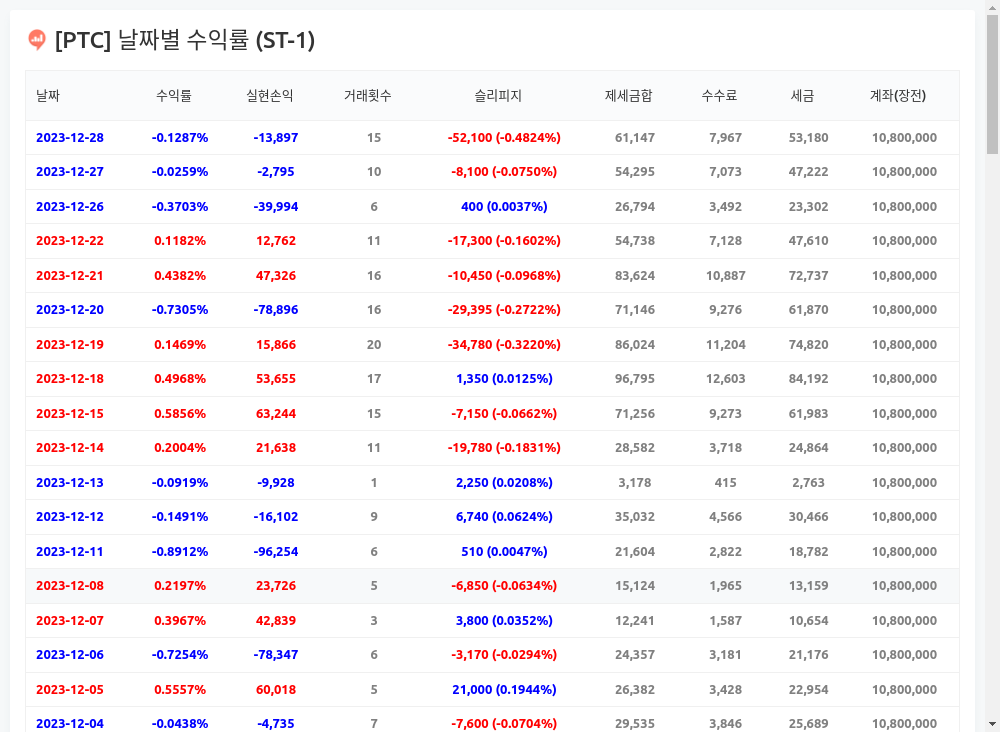 [PTC] 날짜별 수익률 (ST-1)
날짜 수익률 실현손익 거래횟수 슬리피지 제세금합 수수료 세금 계좌(장전)
2023-12-28 -0.1287% -13,897 15 -52,100 (-0.4824%) 61,147 7,967 53,180 10,800,000
2023-12-27 -0.0259% -2,795 10 -8,100 (-0.0750%) 54,295 7,073 47,222 10,800,000
2023-12-26 -0.3703% -39,994 6 400 (0.0037%) 26,794 3,492 23,302 10,800,000
2023-12-22 0.1182% 12,762 11 -17,300 (-0.1602%) 54,738 7,128 47,610 10,800,000
2023-12-21 0.4382% 47,326 16 -10,450 (-0.0968%) 83,624 10,887 72,737 10,800,000
2023-12-20 -0.7305% -78,896 16 -29,395 (-0.2722%) 71,146 9,276 61,870 10,800,000
2023-12-19 0.1469% 15,866 20 -34,780 (-0.3220%) 86,024 11,204 74,820 10,800,000
2023-12-18 0.4968% 53,655 17 1,350 (0.0125%) 96,795 12,603 84,192 10,800,000
2023-12-15 0.5856% 63,244 15 -7,150 (-0.0662%) 71,256 9,273 61,983 10,800,000
2023-12-14 0.2004% 21,638 11 -19,780 (-0.1831%) 28,582 3,718 24,864 10,800,000
2023-12-13 -0.0919% -9,928 1 2,250 (0.0208%) 3,178 415 2,763 10,800,000
2023-12-12 -0.1491% -16,102 9 6,740 (0.0624%) 35,032 4,566 30,466 10,800,000
2023-12-11 -0.8912% -96,254 6 510 (0.0047%) 21,604 2,822 18,782 10,800,000
2023-12-08 0.2197% 23,726 5 -6,850 (-0.0634%) 15,124 1,965 13,159 10,800,000
2023-12-07 0.3967% 42,839 3 3,800 (0.0352%) 12,241 1,587 10,654 10,800,000
2023-12-06 -0.7254% -78,347 6 -3,170 (-0.0294%) 24,357 3,181 21,176 10,800,000
2023-12-05 0.5557% 60,018 5 21,000 (0.1944%) 26,382 3,428 22,954 10,800,000
2023-12-04 -0.0438% -4,735 7 -7,600 (-0.0704%) 29,535 3,846 25,689 10,800,000